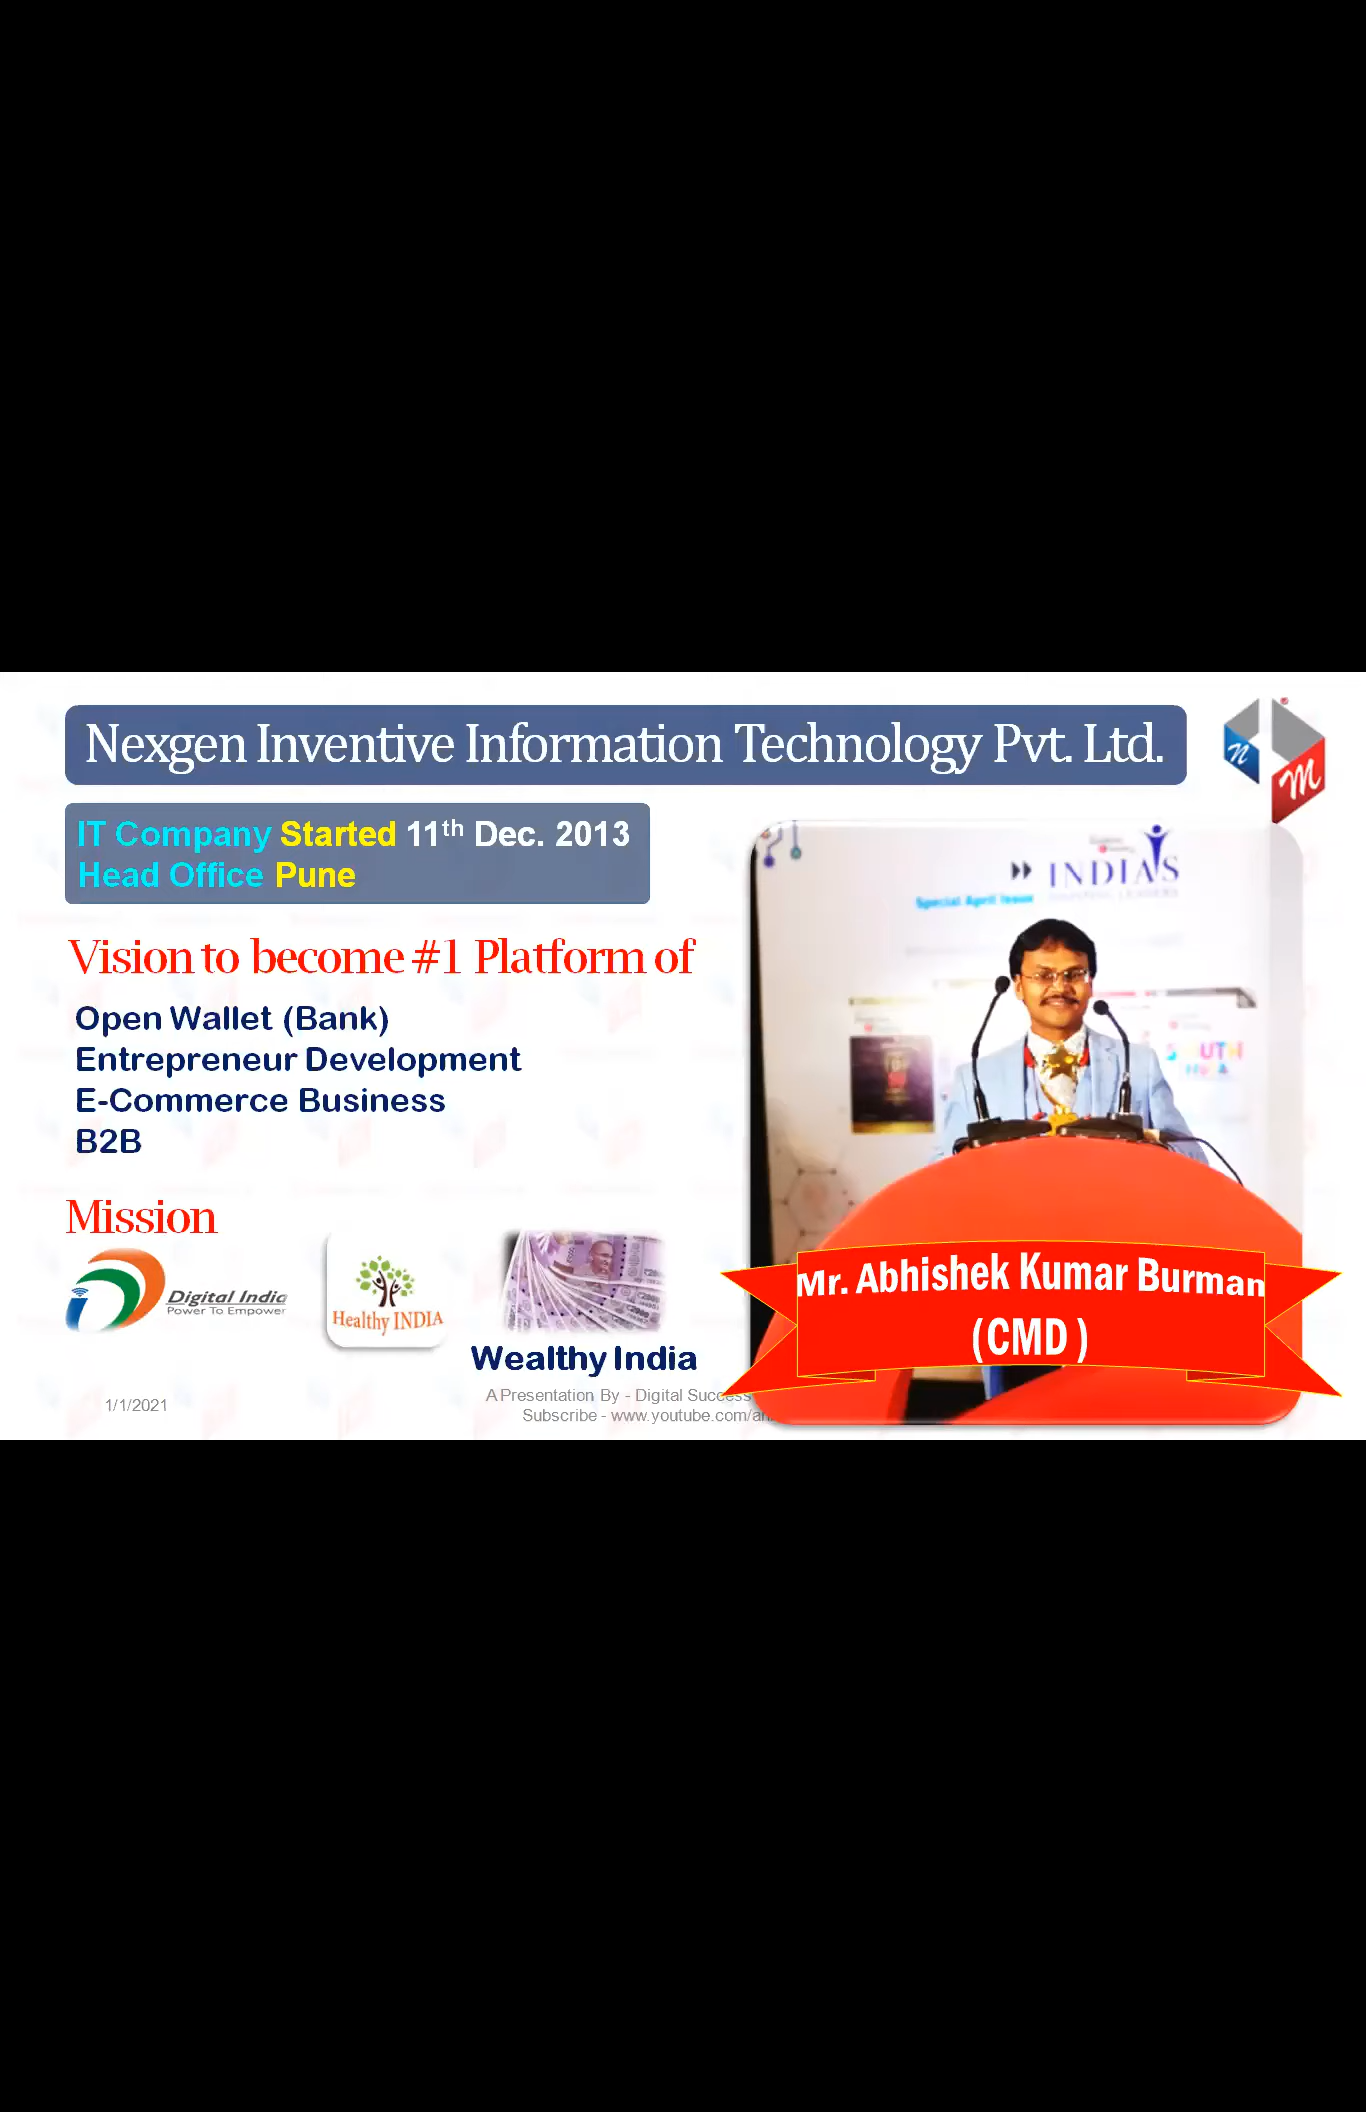 Nexgen Inventive Information Technology Pvt. Ltd.
n m
IT Company Started 11th Dec. 2013
Head Office Pune
Vision to become #1 Platform of
Open Wallet (Bank)
Entrepreneur Development
E-Commerce Business
B2B
Mission
Digital India
Power To Empower
Healthy INDIA
Wealthy India
1/1/2021
A Presentation By - Digital Success
Subscribe - www.youtube.com/
INDIA'S
Special April Issue
Mr. Abhishek Kumar Burman
(CMD )